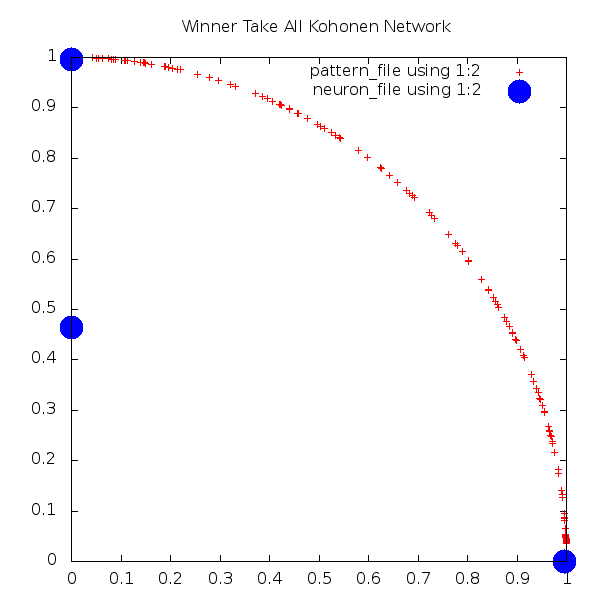 Winner Take All Kohonen Network
pattern_file using 1:2
neuron_file using 1:2
1
0.9
0.8
0.7
0.6
0.5
0.4
0.3
0.2
0.1
0
0 0.1 0.2 0.3 0.4 0.5 0.6 0.7 0.8 0.9 1